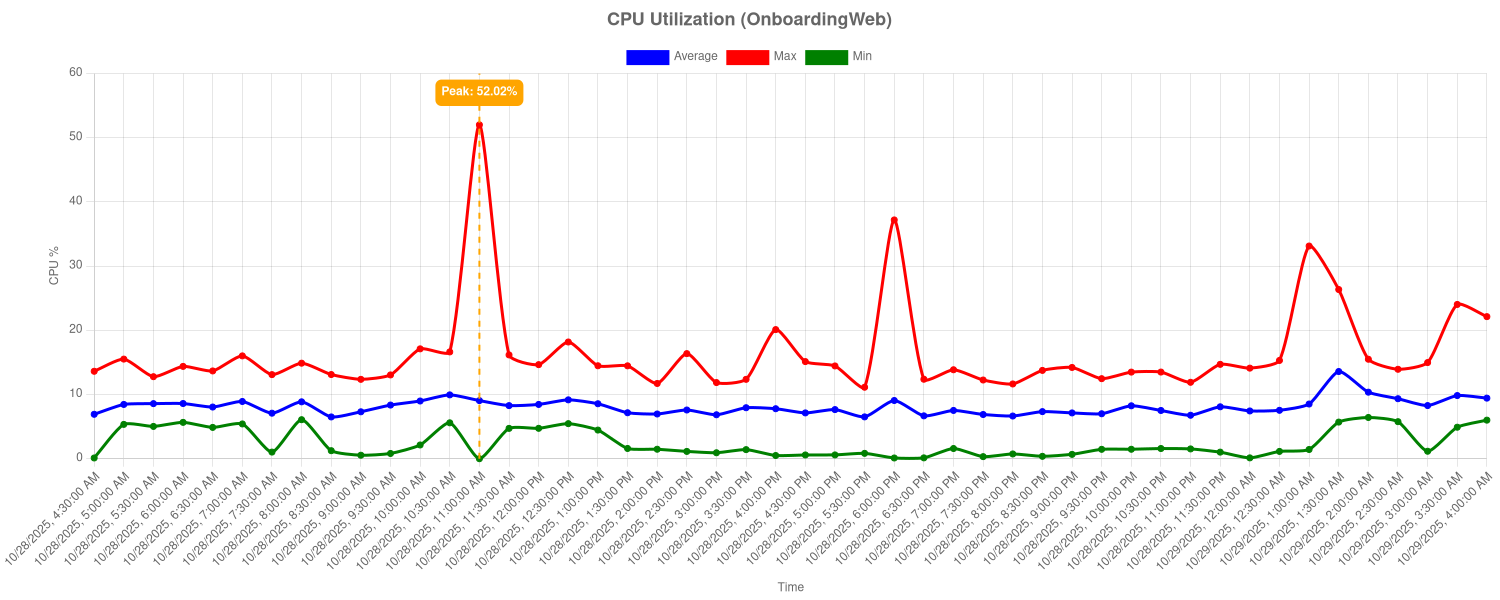 CPU Utilization (OnboardingWeb)
Average
Max
Min
Peak: 52.02%
60
50
40
30
20
10
0
CPU %
10/28/2025, 4:30:00 AM
10/28/2025, 5:00:00 AM
10/28/2025, 5:30:00 AM
10/28/2025, 6:00:00 AM
10/28/2025, 6:30:00 AM
10/28/2025, 7:00:00 AM
10/28/2025, 7:30:00 AM
10/28/2025, 8:00:00 AM
10/28/2025, 8:30:00 AM
10/28/2025, 9:00:00 AM
10/28/2025, 9:30:00 AM
10/28/2025, 10:00:00 AM
10/28/2025, 10:30:00 AM
10/28/2025, 11:00:00 AM
10/28/2025, 11:30:00 AM
10/28/2025, 12:00:00 PM
10/28/2025, 12:30:00 PM
10/28/2025, 1:00:00 PM
10/28/2025, 1:30:00 PM
10/28/2025, 2:00:00 PM
10/28/2025, 2:30:00 PM
10/28/2025, 3:00:00 PM
10/28/2025, 3:30:00 PM
10/28/2025, 4:00:00 PM
10/28/2025, 4:30:00 PM
10/28/2025, 5:00:00 PM
10/28/2025, 5:30:00 PM
10/28/2025, 6:00:00 PM
10/28/2025, 6:30:00 PM
10/28/2025, 7:00:00 PM
10/28/2025, 7:30:00 PM
10/28/2025, 8:00:00 PM
10/28/2025, 8:30:00 PM
10/28/2025, 9:00:00 PM
10/28/2025, 9:30:00 PM
10/28/2025, 10:00:00 PM
10/28/2025, 10:30:00 PM
10/28/2025, 11:00:00 PM
10/28/2025, 11:30:00 PM
10/29/2025, 12:00:00 AM
10/29/2025, 12:30:00 AM
10/29/2025, 1:00:00 AM
10/29/2025, 1:30:00 AM
10/29/2025, 2:00:00 AM
10/29/2025, 2:30:00 AM
10/29/2025, 3:00:00 AM
10/29/2025, 3:30:00 AM
10/29/2025, 4:00:00 AM
Time